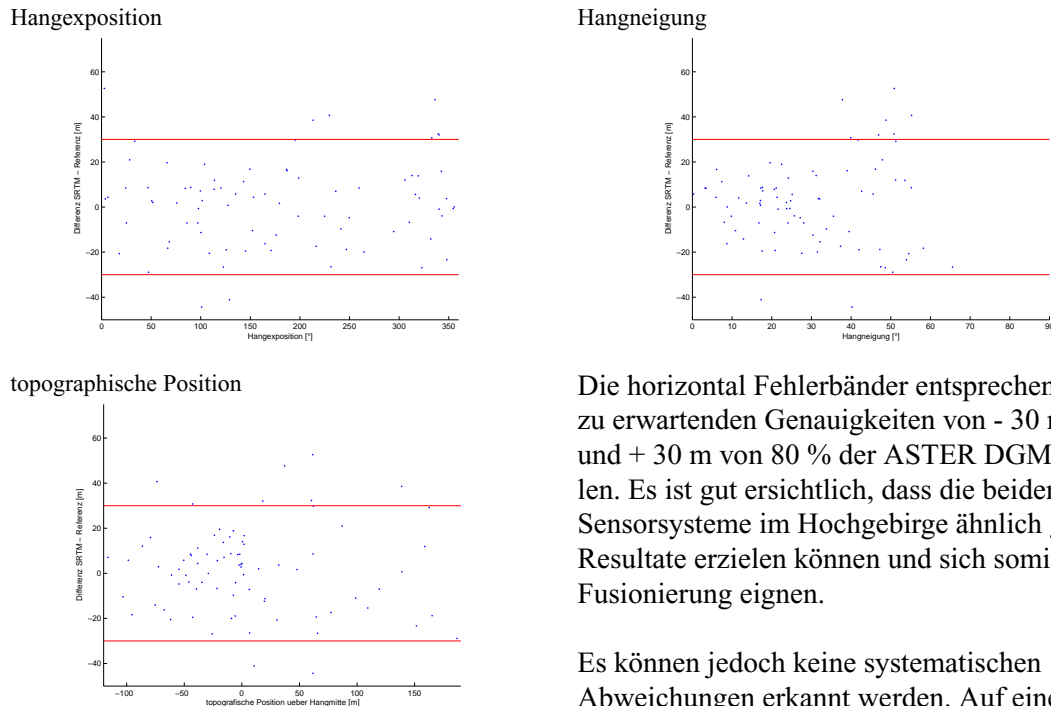 Hangexposition
60
40
20
0
−20
−40
Differenz SRTM − Referenz [m]
0 50 100 150 200 250 300 350
Hangexposition [°]
Hangneigung
60
40
20
0
−20
−40
Differenz SRTM − Referenz [m]
0 10 20 30 40 50 60 70 80 90
Hangneigung [°]
topographische Position
60
40
20
0
−20
−40
Differenz SRTM − Referenz [m]
−100 −50 0 50 100 150
topografische Position ueber Hangmitte [m]
Die horizontal Fehlerbänder entsprechen
zu erwartenden Genauigkeiten von - 30
und + 30 m von 80 % der ASTER DGM
len. Es ist gut ersichtlich, dass die beiden
Sensorsysteme im Hochgebirge ähnlich
Resultate erzielen können und sich somi
Fusionierung eignen.
Es können jedoch keine systematischen
Abweichungen erkannt werden. Auf eine